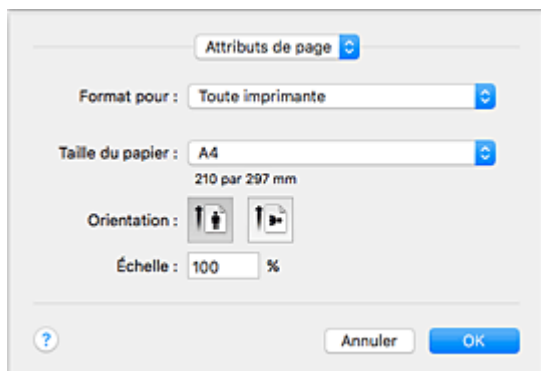 Attributs de page
Format pour : Toute imprimante
Taille du papier : A4
210 par 297 mm
Orientation :
Échelle : 100 %
? Annuler OK